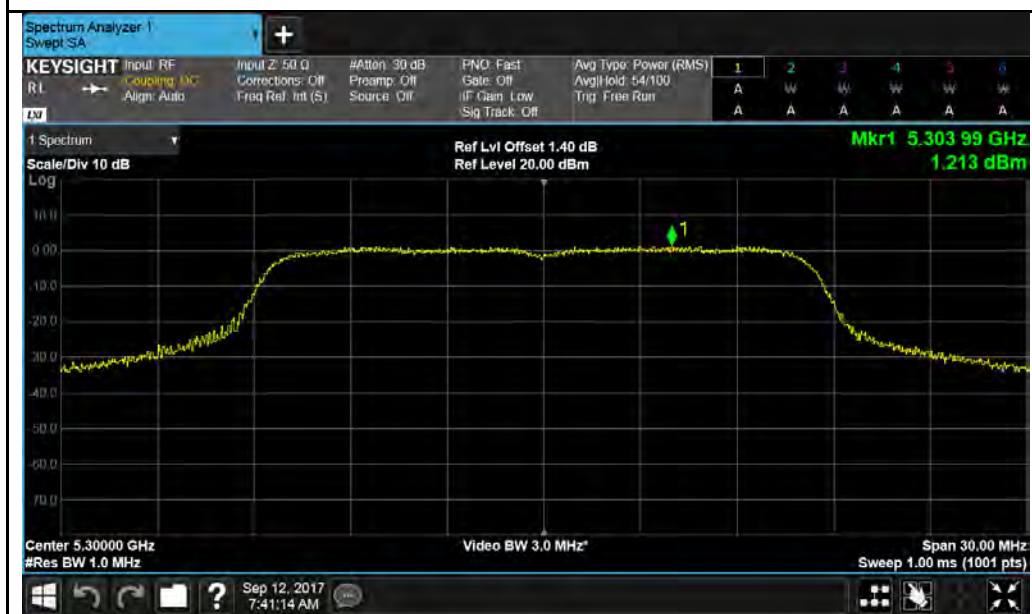 Spectrum Analyzer 1
Swept SA
+
KEYSIGHT Input: RF Input Z: 50 Ω #Atten: 30 dB PNO: Fast Avg Type: Power (RMS) 1 2 3 4 5 6
RL Coupling: DC Corrections: Off Preamp: Off Gate: Off Avg|Hold: 54/100 A W W W W W
Align: Auto Freq Ref: Int (S) Source: Off IF Gain: Low Trig: Free Run
LXI Sig Track: Off A A A A A A
1 Spectrum Ref Lvl Offset 1.40 dB Mkr1 5.303 99 GHz
Scale/Div 10 dB Ref Level 20.00 dBm 1.213 dBm
Log
10.0
1
0.00
-10.0
-20.0
-30.0
-40.0
-50.0
-60.0
-70.0
Center 5.30000 GHz Video BW 3.0 MHz* Span 30.00 MHz
#Res BW 1.0 MHz Sweep 1.00 ms (1001 pts)
? Sep 12, 2017
7:41:14 AM